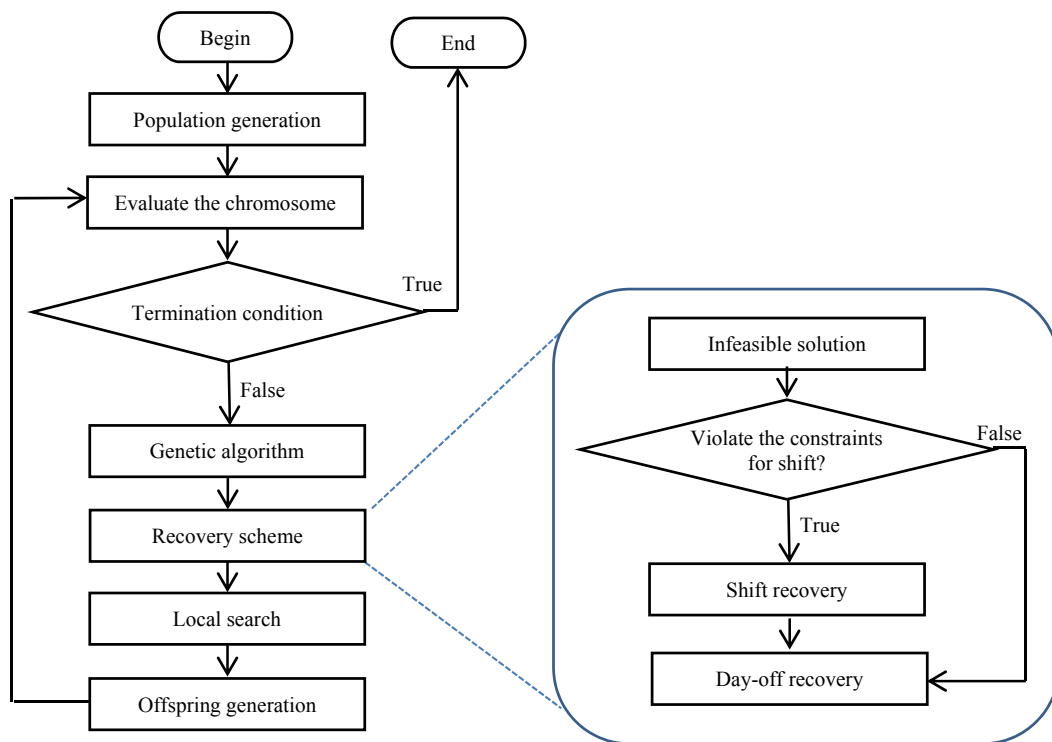 Begin
End
Population generation
Evaluate the chromosome
Termination condition
True
False
Genetic algorithm
Recovery scheme
Local search
Offspring generation
Infeasible solution
Violate the constraints
for shift?
False
True
Shift recovery
Day-off recovery